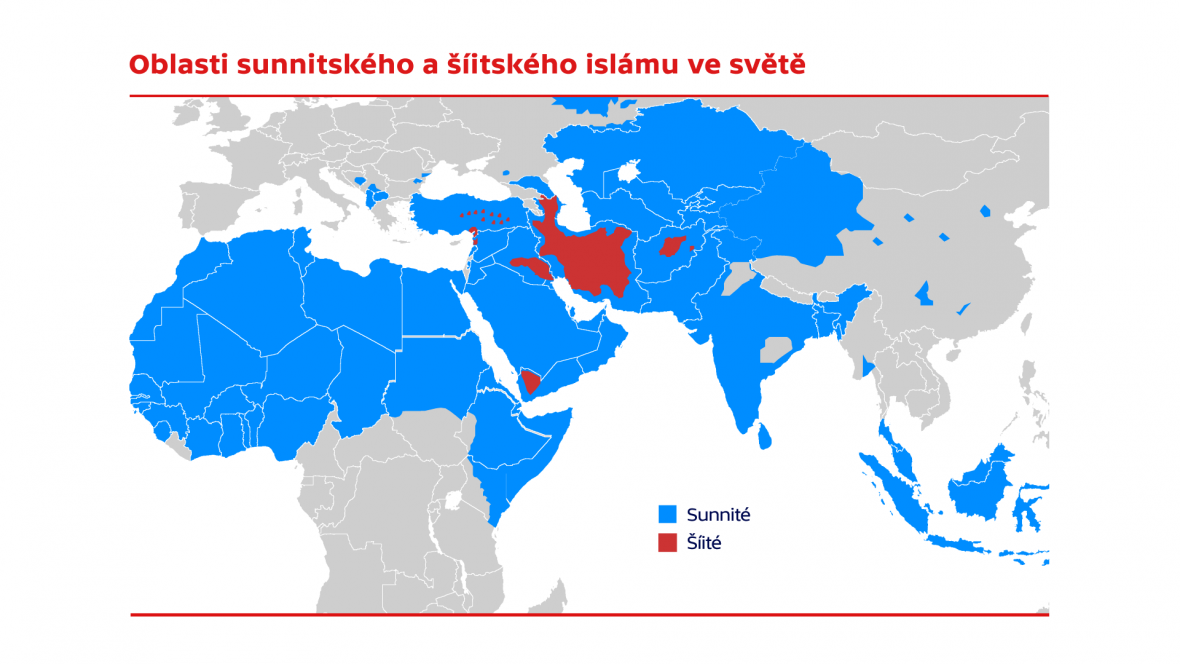 Oblasti sunnitského a šíitského islámu ve světě
Sunnité
Šíité